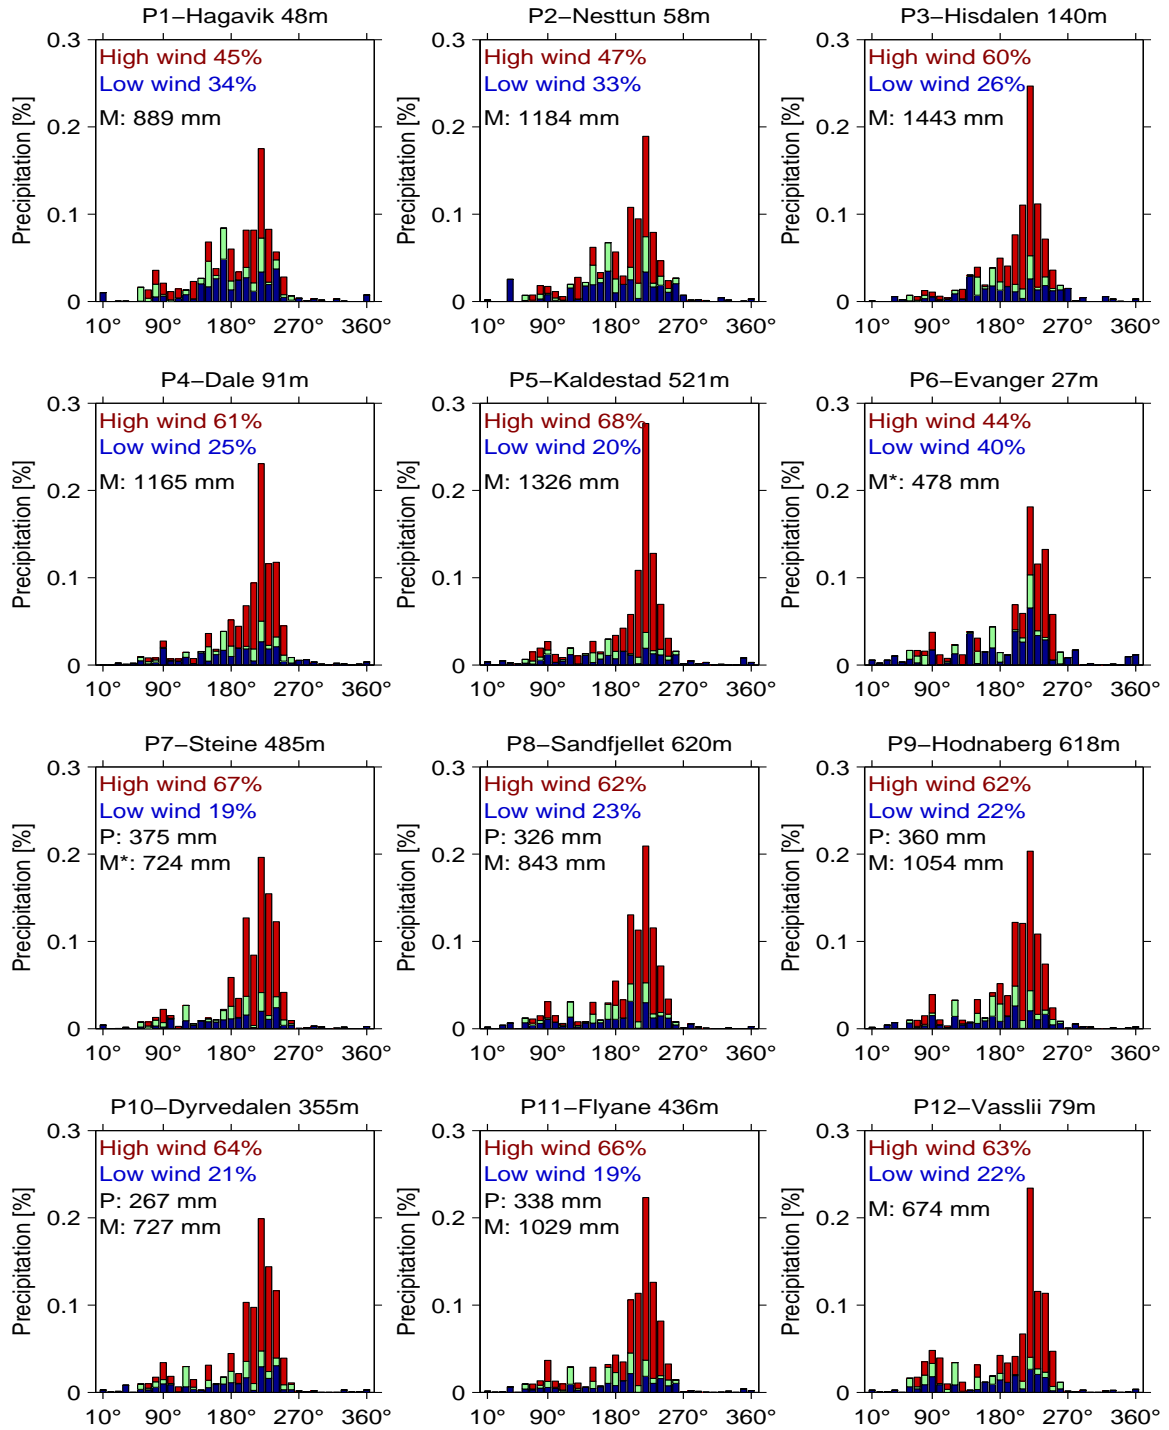 P1−Hagavik 48m
P2−Nesttun 58m
P3−Hisdalen 140m
Precipitation [%]
0.3
0.2
0.1
0
High wind 45%
Low wind 34%
M: 889 mm
10° 90° 180° 270° 360°
Precipitation [%]
0.3
0.2
0.1
0
High wind 47%
Low wind 33%
M: 1184 mm
10° 90° 180° 270° 360°
Precipitation [%]
0.3
0.2
0.1
0
High wind 60%
Low wind 26%
M: 1443 mm
10° 90° 180° 270° 360°
P4−Dale 91m
P5−Kaldestad 521m
P6−Evanger 27m
Precipitation [%]
0.3
0.2
0.1
0
High wind 61%
Low wind 25%
M: 1165 mm
10° 90° 180° 270° 360°
Precipitation [%]
0.3
0.2
0.1
0
High wind 68%
Low wind 20%
M: 1326 mm
10° 90° 180° 270° 360°
Precipitation [%]
0.3
0.2
0.1
0
High wind 44%
Low wind 40%
M*: 478 mm
10° 90° 180° 270° 360°
P7−Steine 485m
P8−Sandfjellet 620m
P9−Hodnaberg 618m
Precipitation [%]
0.3
0.2
0.1
0
High wind 67%
Low wind 19%
P: 375 mm
M*: 724 mm
10° 90° 180° 270° 360°
Precipitation [%]
0.3
0.2
0.1
0
High wind 62%
Low wind 23%
P: 326 mm
M: 843 mm
10° 90° 180° 270° 360°
Precipitation [%]
0.3
0.2
0.1
0
High wind 62%
Low wind 22%
P: 360 mm
M: 1054 mm
10° 90° 180° 270° 360°
P10−Dyrvedalen 355m
P11−Flyane 436m
P12−Vasslii 79m
Precipitation [%]
0.3
0.2
0.1
0
High wind 64%
Low wind 21%
P: 267 mm
M: 727 mm
10° 90° 180° 270° 360°
Precipitation [%]
0.3
0.2
0.1
0
High wind 66%
Low wind 19%
P: 338 mm
M: 1029 mm
10° 90° 180° 270° 360°
Precipitation [%]
0.3
0.2
0.1
0
High wind 63%
Low wind 22%
M: 674 mm
10° 90° 180° 270° 360°